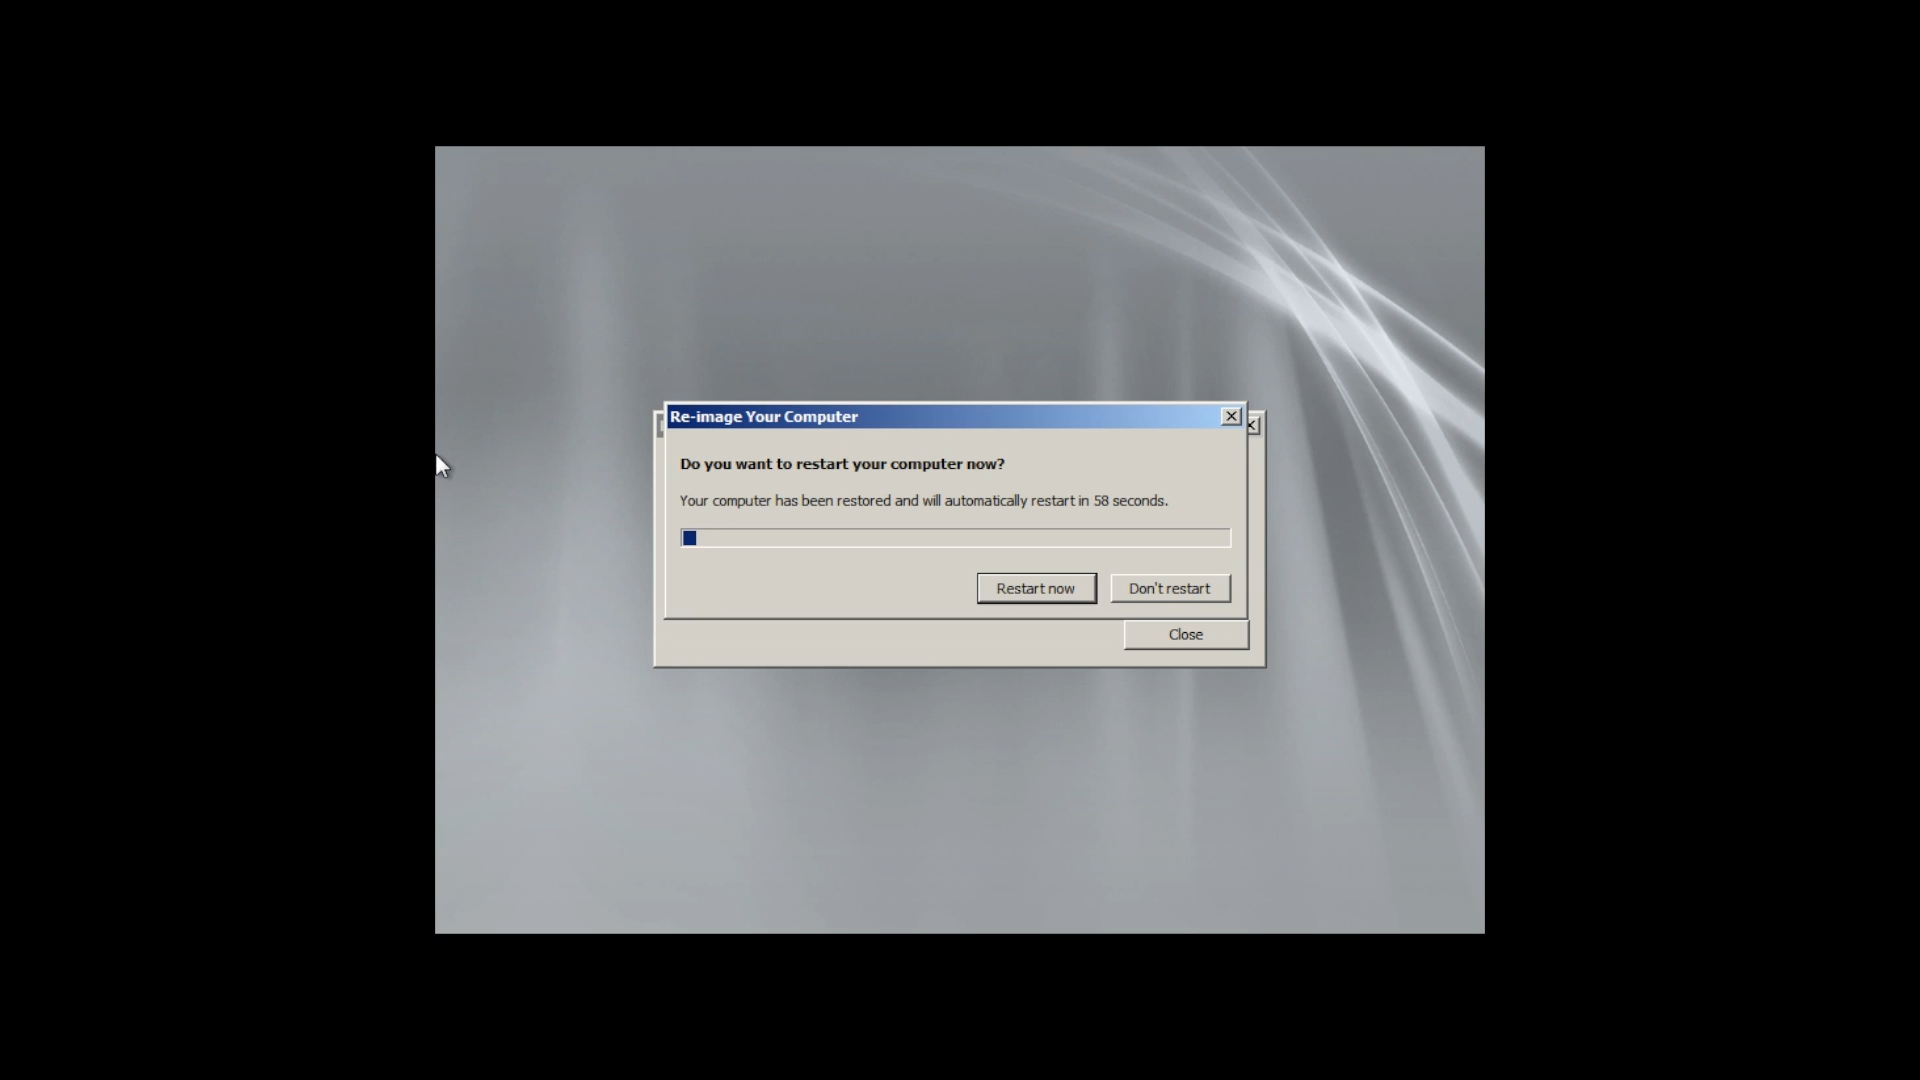 Re-image Your Computer
Do you want to restart your computer now?
Your computer has been restored and will automatically restart in 58 seconds.
Restart now
Don't restart
Close